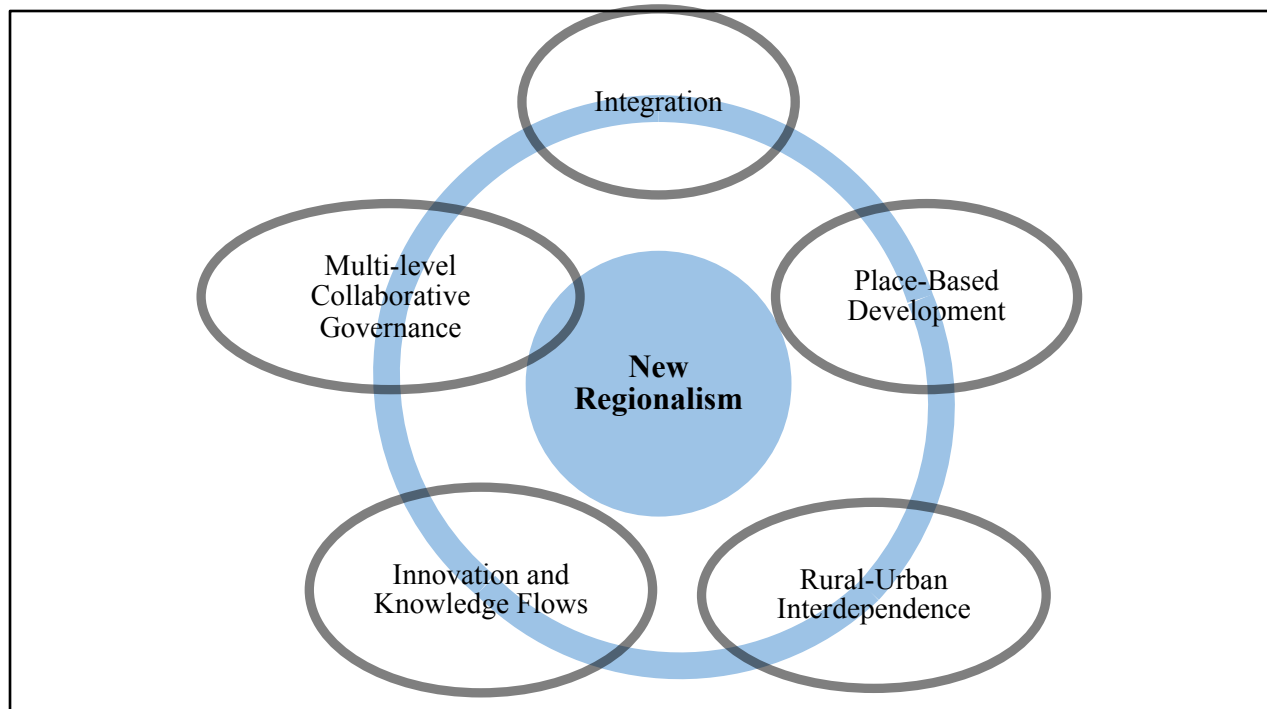 Integration
Multi-level
Collaborative
Governance
Place-Based
Development
New
Regionalism
Innovation and
Knowledge Flows
Rural-Urban
Interdependence